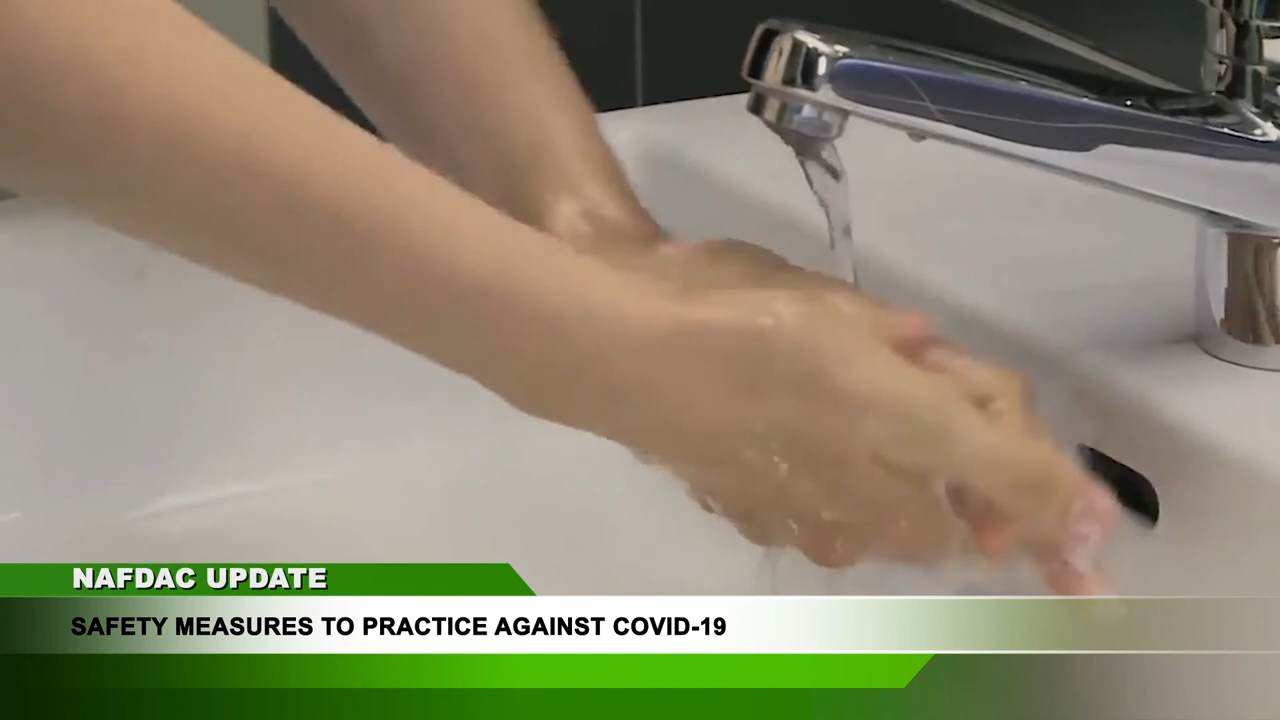 NAFDAC UPDATE
SAFETY MEASURES TO PRACTICE AGAINST COVID-19